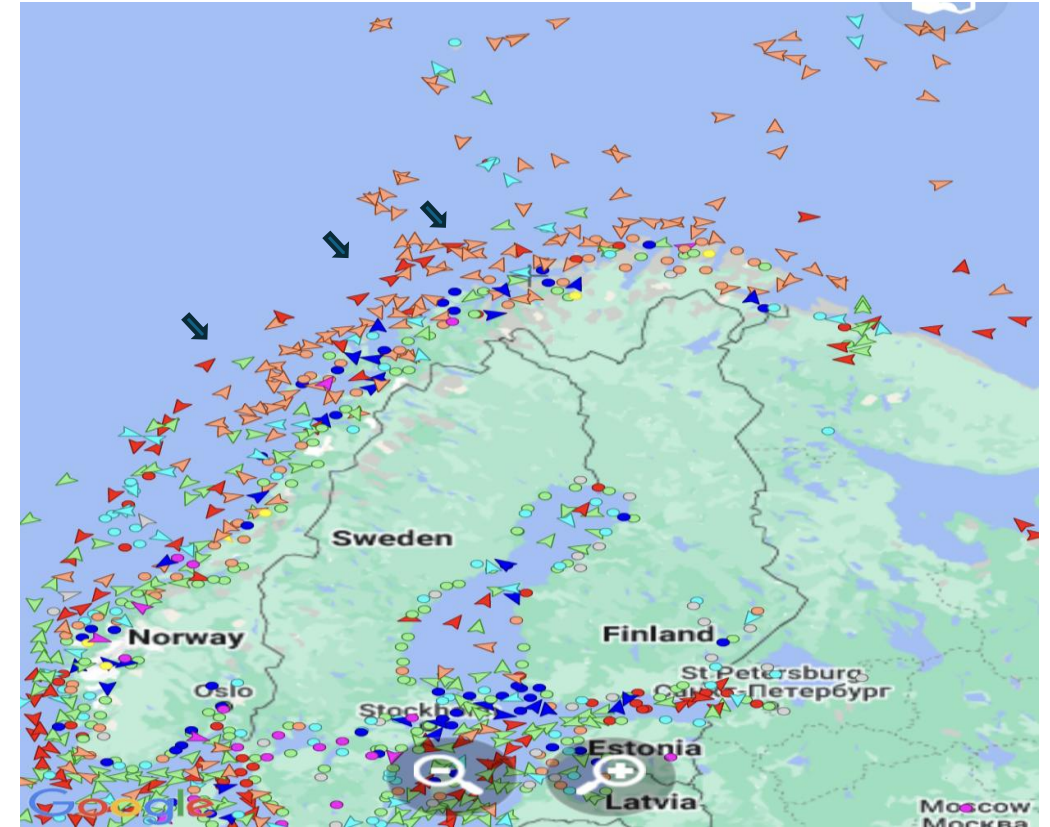 Sweden
Norway
Finland
Oslo
St Petersburg
Санкт-Петербург
Estonia
Latvia
Google
Moscow
Москва